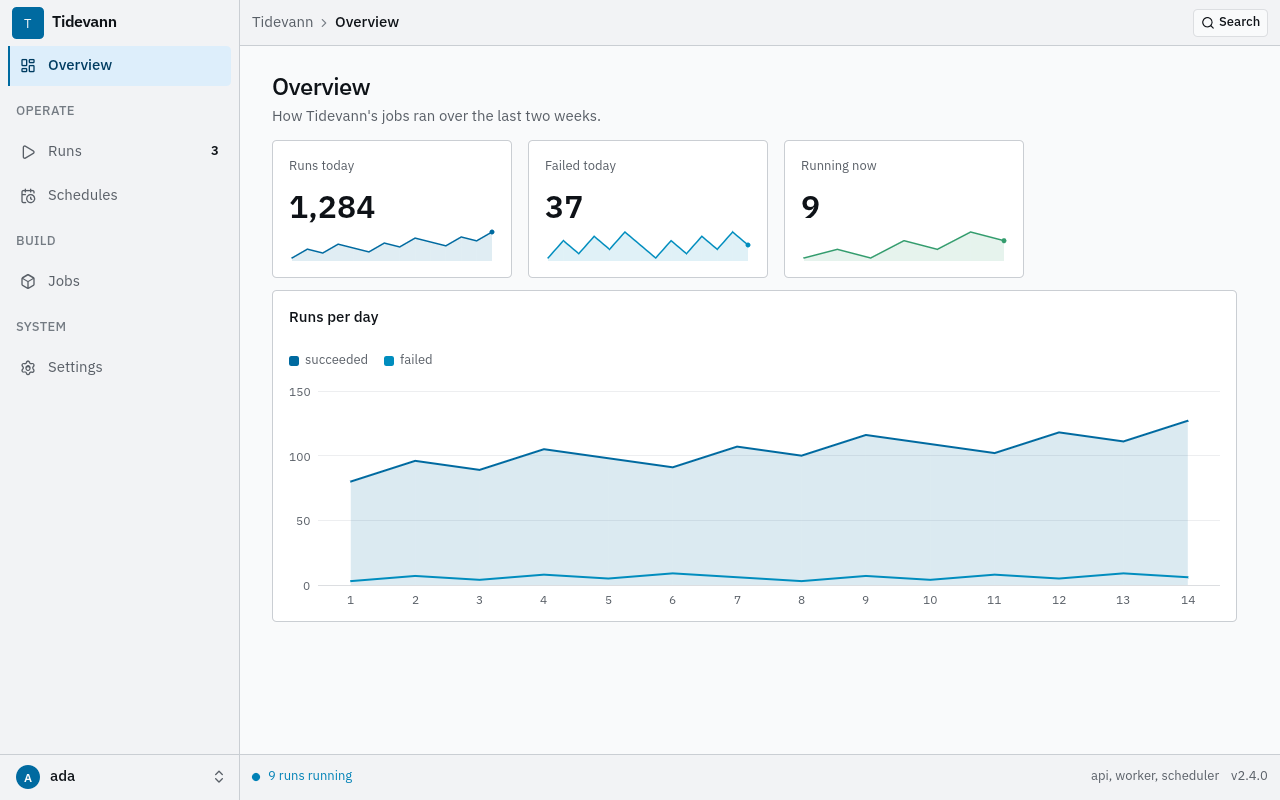 T Tidevann
Overview
OPERATE
Runs 3
Schedules
BUILD
Jobs
SYSTEM
Settings
A ada
Tidevann > Overview
Search
Overview
How Tidevann's jobs ran over the last two weeks.
Runs today
1,284
Failed today
37
Running now
9
Runs per day
succeeded failed
150
100
50
0
1 2 3 4 5 6 7 8 9 10 11 12 13 14
9 runs running
api, worker, scheduler v2.4.0